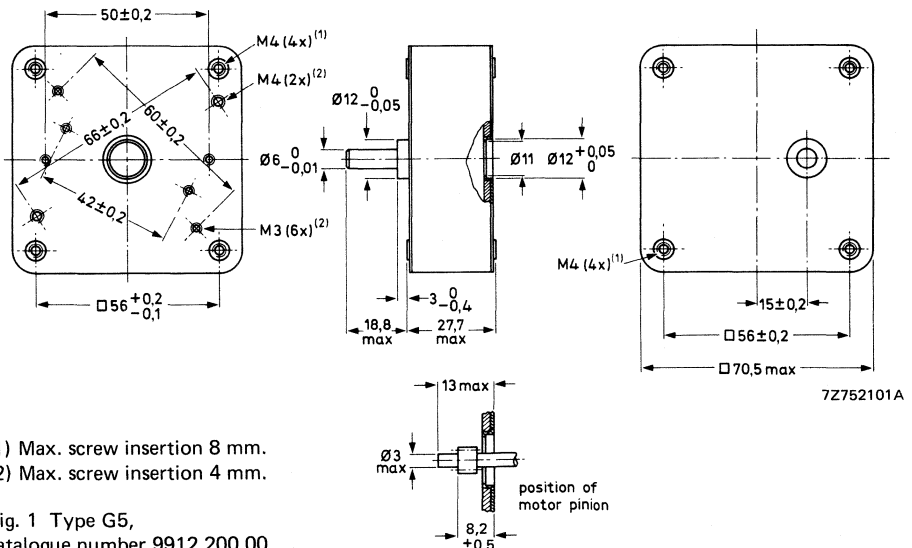 50±0,2
M4 (4x)(1)
M4 (2x)(2)
66±0,2
60±0,2
42±0,2
M3 (6x)(2)
□56 +0,2 -0,1
Ø12 0 -0,05
Ø6 0 -0,01
Ø11
Ø12 +0,05 0
3 0 -0,4
18,8 max
27,7 max
M4 (4x)(1)
15±0,2
□56±0,2
□70,5 max
7Z752101A
13 max
Ø3 max
position of motor pinion
8,2 ±0,5
) Max. screw insertion 8 mm.
2) Max. screw insertion 4 mm.
ig. 1 Type G5,
atalogue number 9912 200 00